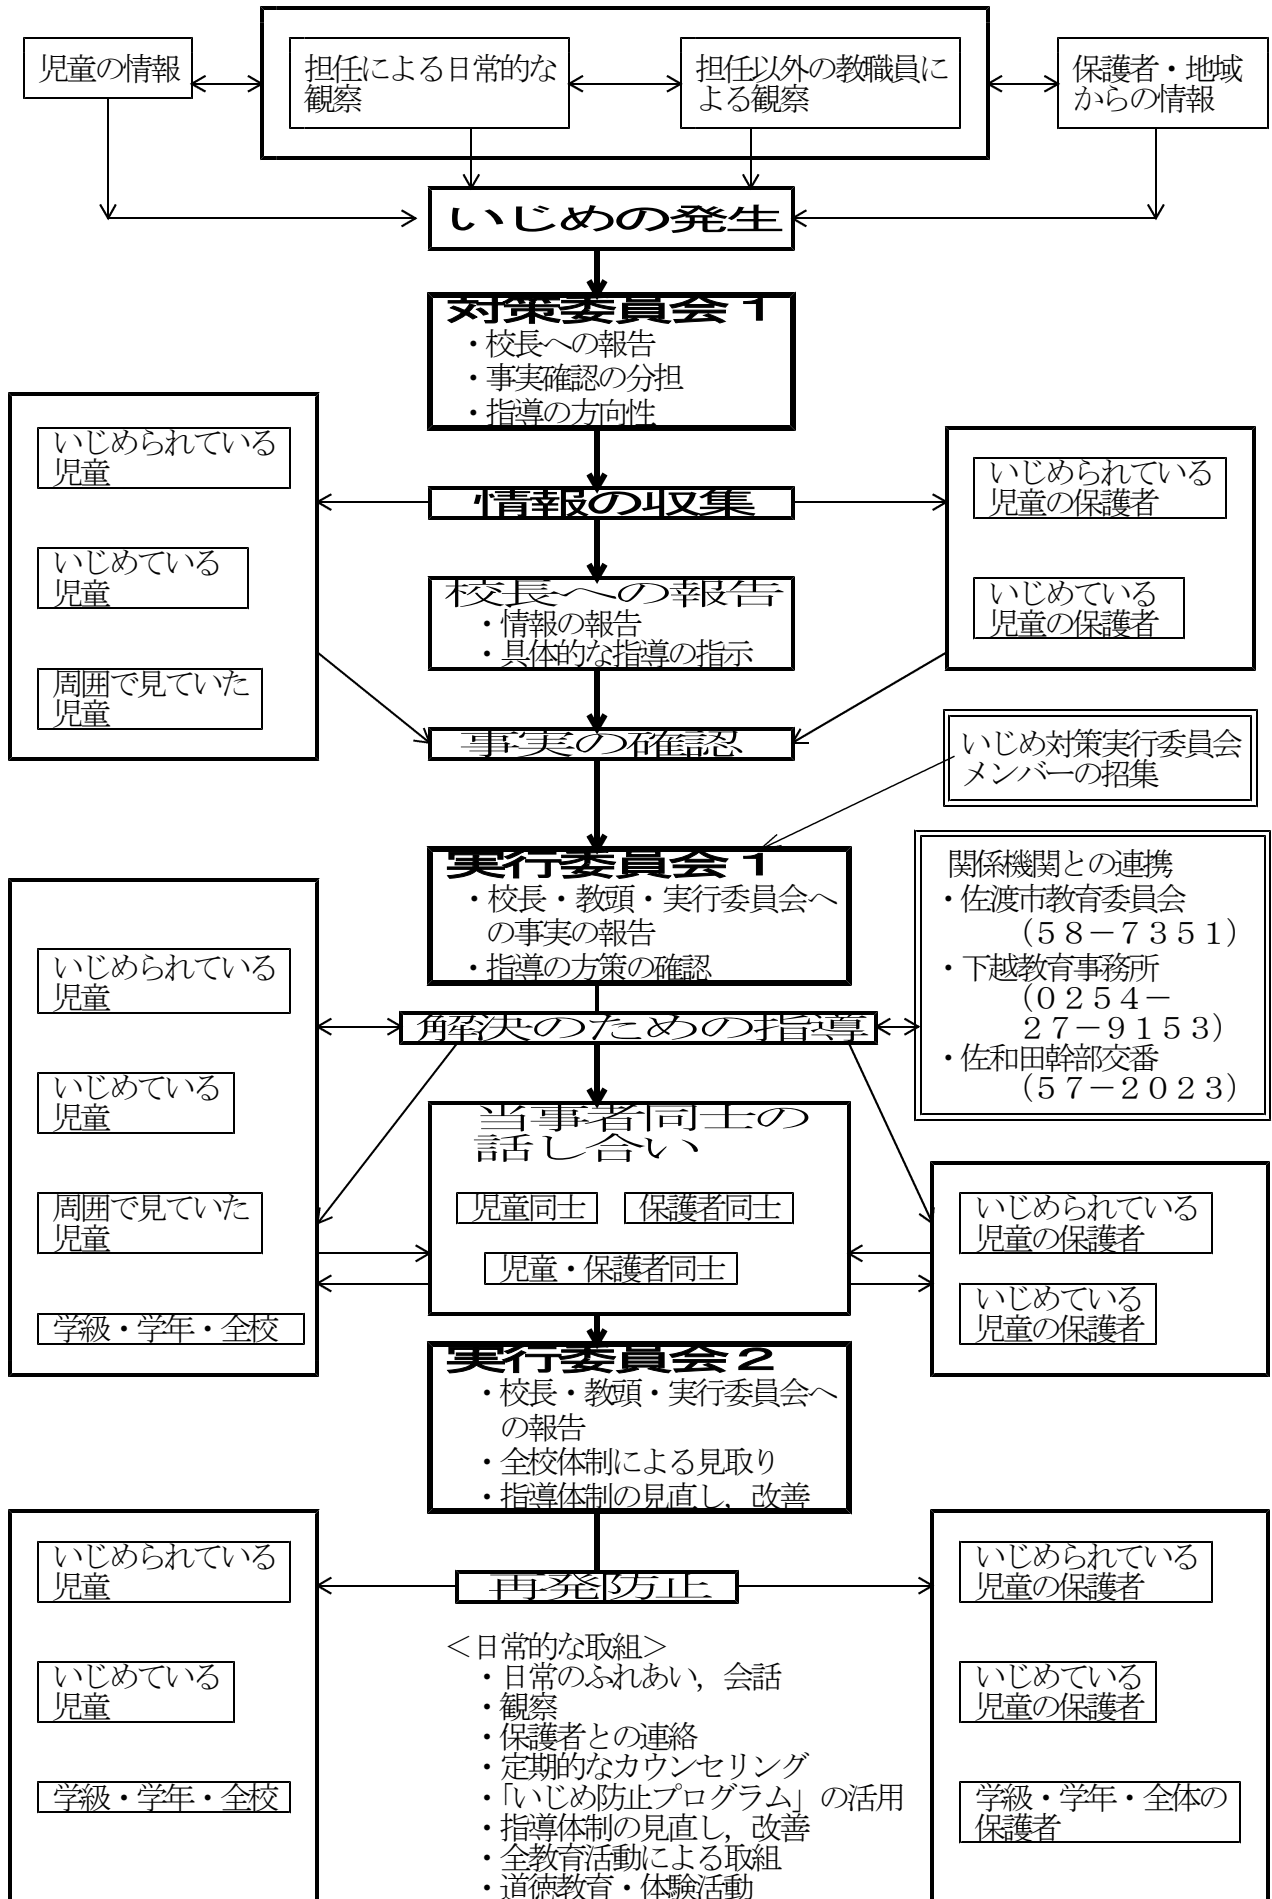 児童の情報
担任による日常的な
観察
担任以外の教職員に
よる観察
保護者・地域
からの情報
いじめの発生
対策委員会１
・校長への報告
・事実確認の分担
・指導の方向性
いじめられている
児童
いじめている
児童
周囲で見ていた
児童
情報の収集
いじめられている
児童の保護者
いじめている
児童の保護者
校長への報告
・情報の報告
・具体的な指導の指示
事実の確認
いじめ対策実行委員会
メンバーの招集
実行委員会１
・校長・教頭・実行委員会へ
の事実の報告
・指導の方策の確認
関係機関との連携
・佐渡市教育委員会
（５８－７３５１）
・下越教育事務所
（０２５４－
２７－９１５３）
・佐和田幹部交番
（５７－２０２３）
いじめられている
児童
いじめている
児童
周囲で見ていた
児童
学級・学年・全校
解決のための指導
当事者同士の
話し合い
児童同士
保護者同士
児童・保護者同士
いじめられている
児童の保護者
いじめている
児童の保護者
実行委員会２
・校長・教頭・実行委員会へ
の報告
・全校体制による見取り
・指導体制の見直し，改善
いじめられている
児童
いじめている
児童
学級・学年・全校
再発防止
＜日常的な取組＞
・日常のふれあい，会話
・観察
・保護者との連絡
・定期的なカウンセリング
・「いじめ防止プログラム」の活用
・指導体制の見直し，改善
・全教育活動による取組
・道徳教育・体験活動
いじめられている
児童の保護者
いじめている
児童の保護者
学級・学年・全体の
保護者